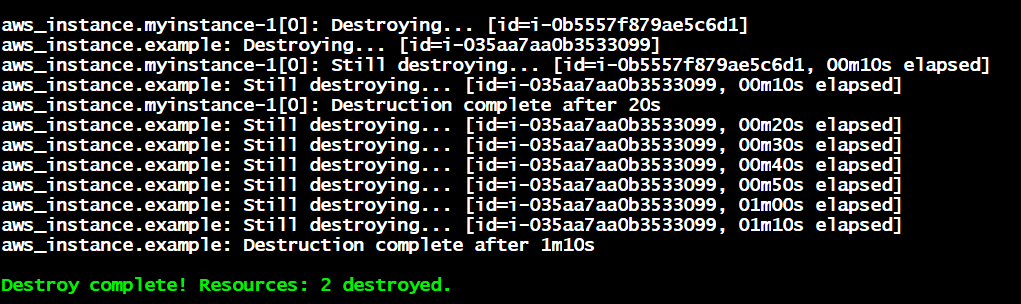 aws_instance.myinstance-1[0]: Destroying... [id=i-0b5557f879ae5c6d1]
aws_instance.example: Destroying... [id=i-035aa7aa0b3533099]
aws_instance.myinstance-1[0]: Still destroying... [id=i-0b5557f879ae5c6d1, 00m10s elapsed]
aws_instance.example: Still destroying... [id=i-035aa7aa0b3533099, 00m10s elapsed]
aws_instance.myinstance-1[0]: Destruction complete after 20s
aws_instance.example: Still destroying... [id=i-035aa7aa0b3533099, 00m20s elapsed]
aws_instance.example: Still destroying... [id=i-035aa7aa0b3533099, 00m30s elapsed]
aws_instance.example: Still destroying... [id=i-035aa7aa0b3533099, 00m40s elapsed]
aws_instance.example: Still destroying... [id=i-035aa7aa0b3533099, 00m50s elapsed]
aws_instance.example: Still destroying... [id=i-035aa7aa0b3533099, 01m00s elapsed]
aws_instance.example: Still destroying... [id=i-035aa7aa0b3533099, 01m10s elapsed]
aws_instance.example: Destruction complete after 1m10s
Destroy complete! Resources: 2 destroyed.